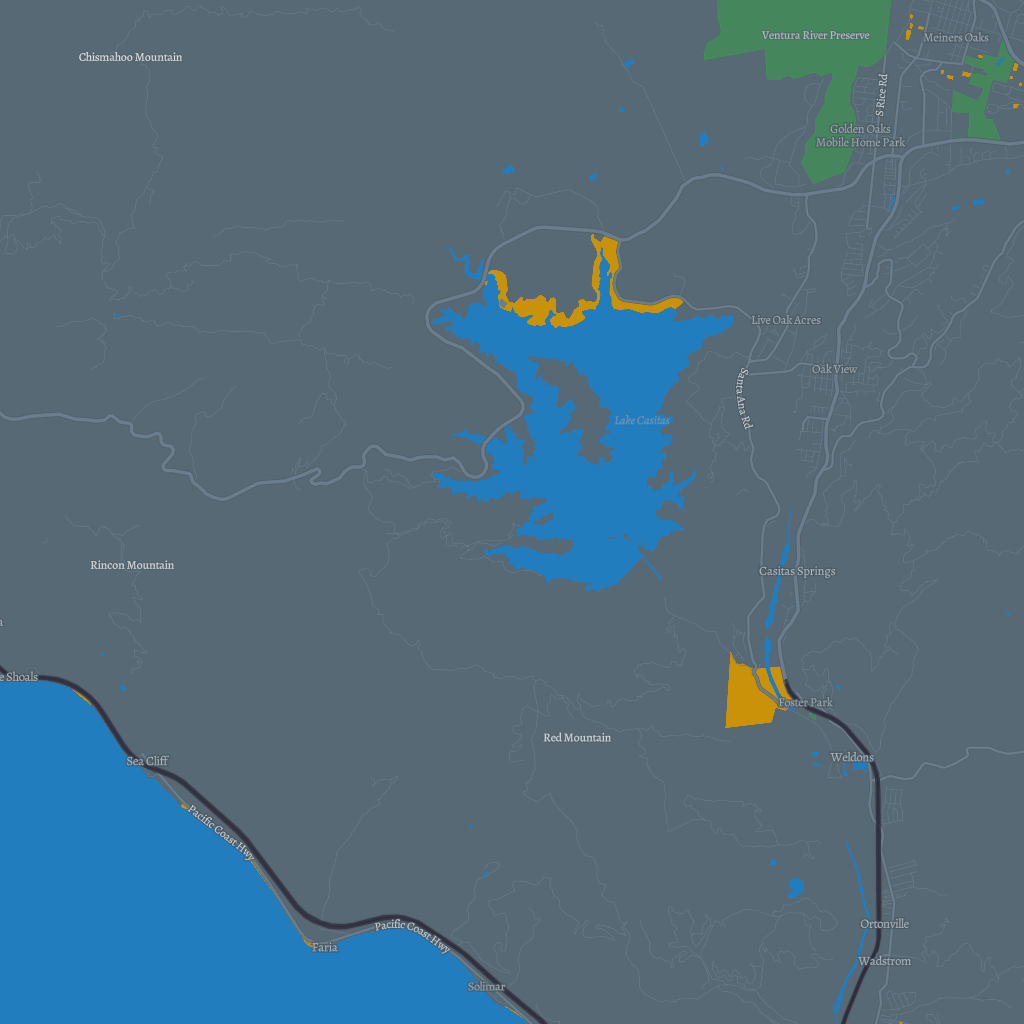 Ventura River Preserve
Meiners Oaks
Chismahoo Mountain
S Rice Rd
Golden Oaks
Mobile Home Park
Live Oak Acres
Oak View
Santa Ana Rd
Lake Casitas
Rincon Mountain
Casitas Springs
a
e Shoals
Foster Park
Red Mountain
Weldons
Sea Cliff
Pacific Coast Hwy
Pacific Coast Hwy
Ortonville
Faria
Wadstrom
Solimar